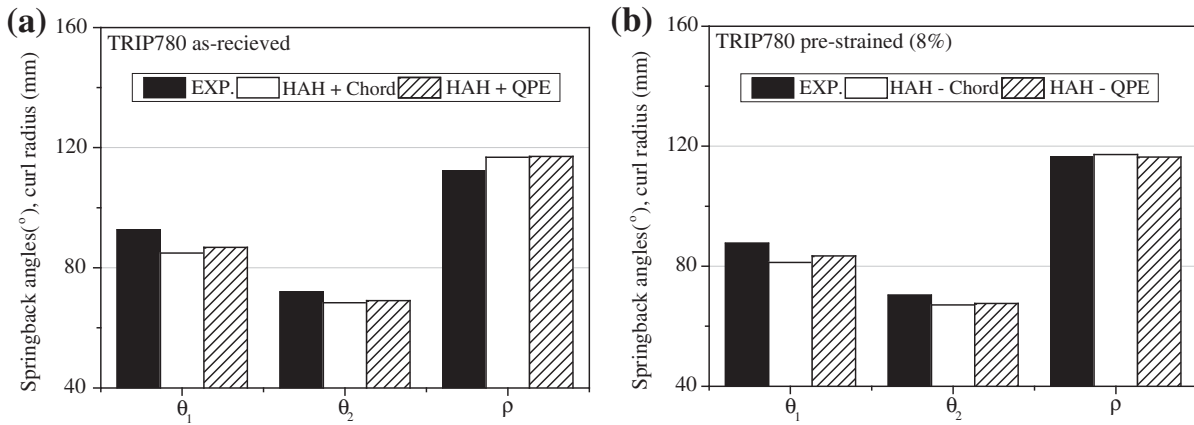 (a)
TRIP780 as-recieved
EXP. HAH + Chord HAH + QPE
Springback angles(°), curl radius (mm)
160
120
80
40
θ1 θ2 ρ
(b)
TRIP780 pre-strained (8%)
EXP. HAH - Chord HAH - QPE
Springback angles(°), curl radius (mm)
160
120
80
40
θ1 θ2 ρ